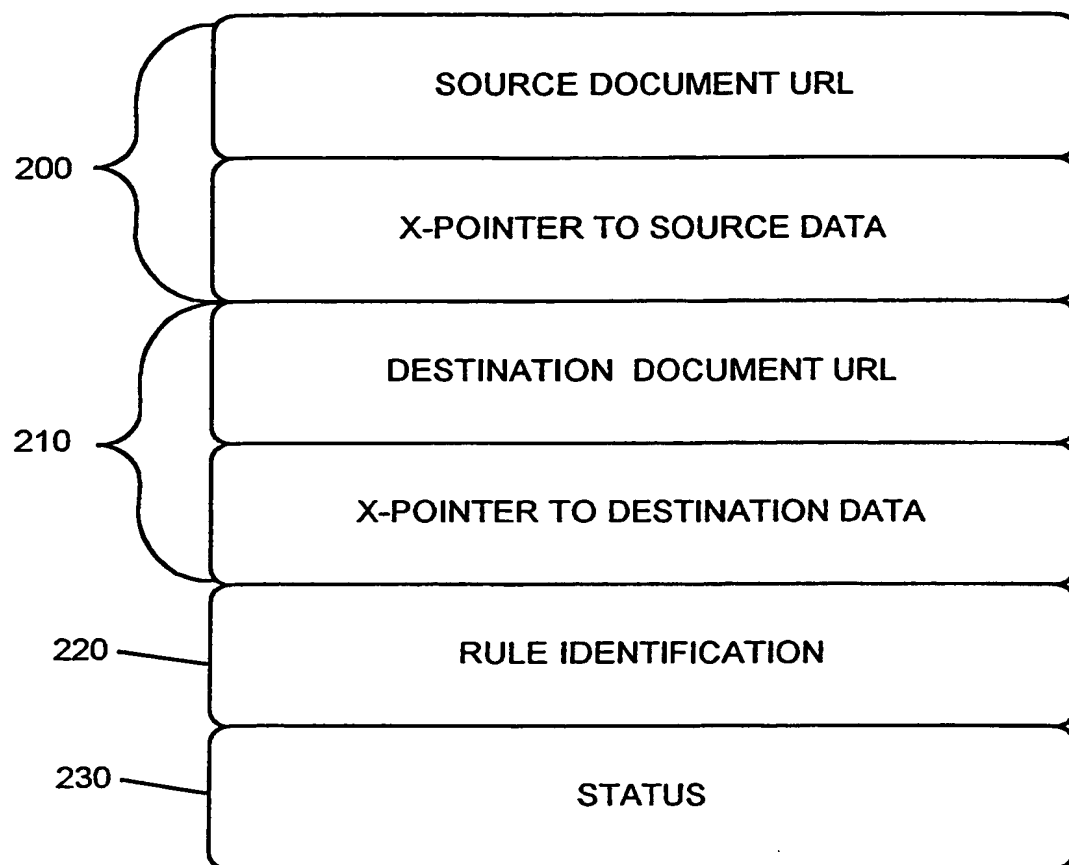 SOURCE DOCUMENT URL
200
X-POINTER TO SOURCE DATA
DESTINATION DOCUMENT URL
210
X-POINTER TO DESTINATION DATA
220
RULE IDENTIFICATION
230
STATUS